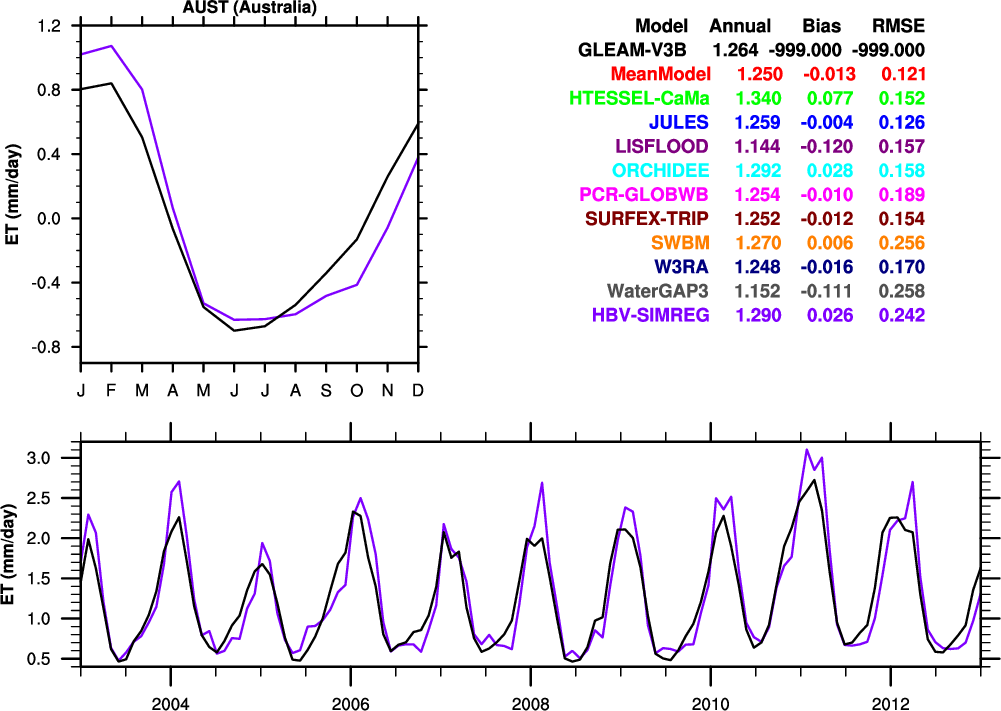 AUST (Australia)
Model Annual Bias RMSE
GLEAM-V3B 1.264 -999.000 -999.000
MeanModel 1.250 -0.013 0.121
HTESSEL-CaMa 1.340 0.077 0.152
JULES 1.259 -0.004 0.126
LISFLOOD 1.144 -0.120 0.157
ORCHIDEE 1.292 0.028 0.158
PCR-GLOBWB 1.254 -0.010 0.189
SURFEX-TRIP 1.252 -0.012 0.154
SWBM 1.270 0.006 0.256
W3RA 1.248 -0.016 0.170
WaterGAP3 1.152 -0.111 0.258
HBV-SIMREG 1.290 0.026 0.242
ET (mm/day)
1.2
0.8
0.4
0.0
-0.4
-0.8
J F M A M J J A S O N D
ET (mm/day)
3.0
2.5
2.0
1.5
1.0
0.5
2004 2006 2008 2010 2012